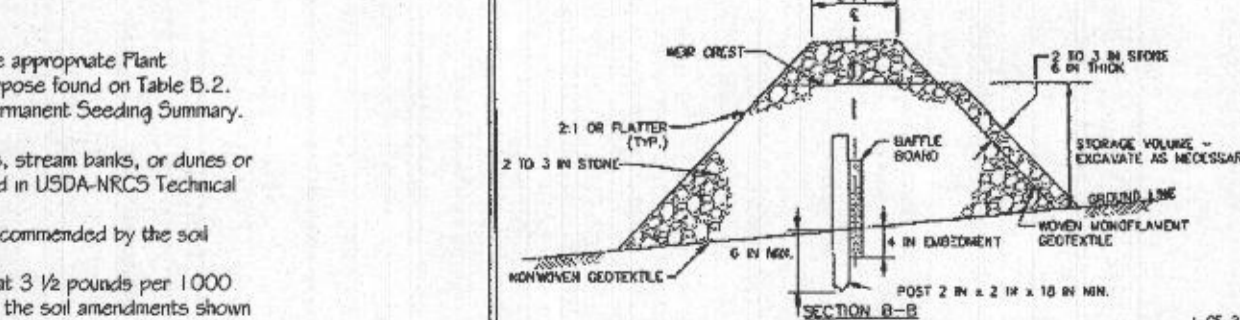 e appropriate Plant
pose found on Table B.2.
rmanent Seeding Summary.
s, stream banks, or dunes or
d in USDA-NRCS Technical
commended by the soil
at 3 ½ pounds per 1000
the soil amendments shown
WEIR CREST
2 TO 3 IN STONE
6 IN THICK
2:1 OR FLATTER
(TYP.)
2 TO 3 IN STONE
BAFFLE
BOARD
STORAGE VOLUME -
EXCAVATE AS NECESSAR
GROUND LINE
WOVEN MONOFILAMENT
GEOTEXTILE
6 IN MIN.
4 IN EMBEDMENT
NONWOVEN GEOTEXTILE
POST 2 IN x 2 IN x 18 IN MIN.
SECTION B-B